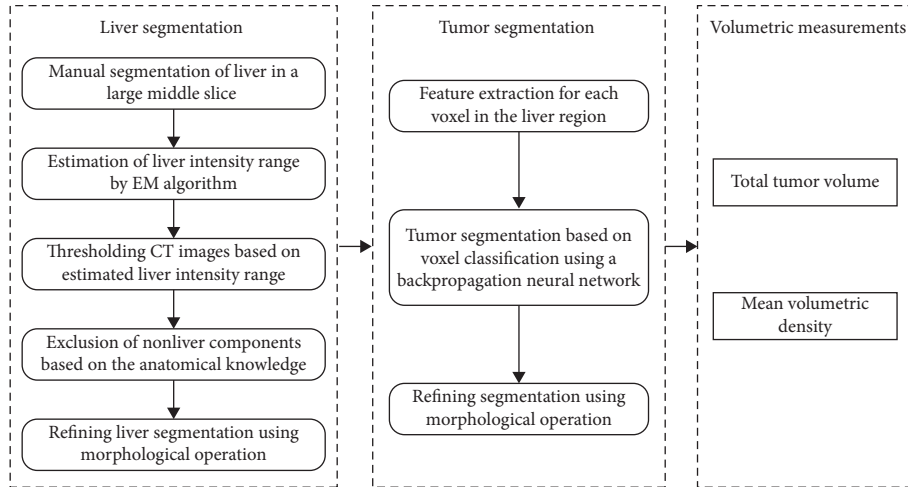 Liver segmentation
Manual segmentation of liver in a
large middle slice
Estimation of liver intensity range
by EM algorithm
Thresholding CT images based on
estimated liver intensity range
Exclusion of nonliver components
based on the anatomical knowledge
Refining liver segmentation using
morphological operation
Tumor segmentation
Feature extraction for each
voxel in the liver region
Tumor segmentation based on
voxel classification using a
backpropagation neural network
Refining segmentation using
morphological operation
Volumetric measurements
Total tumor volume
Mean volumetric
density